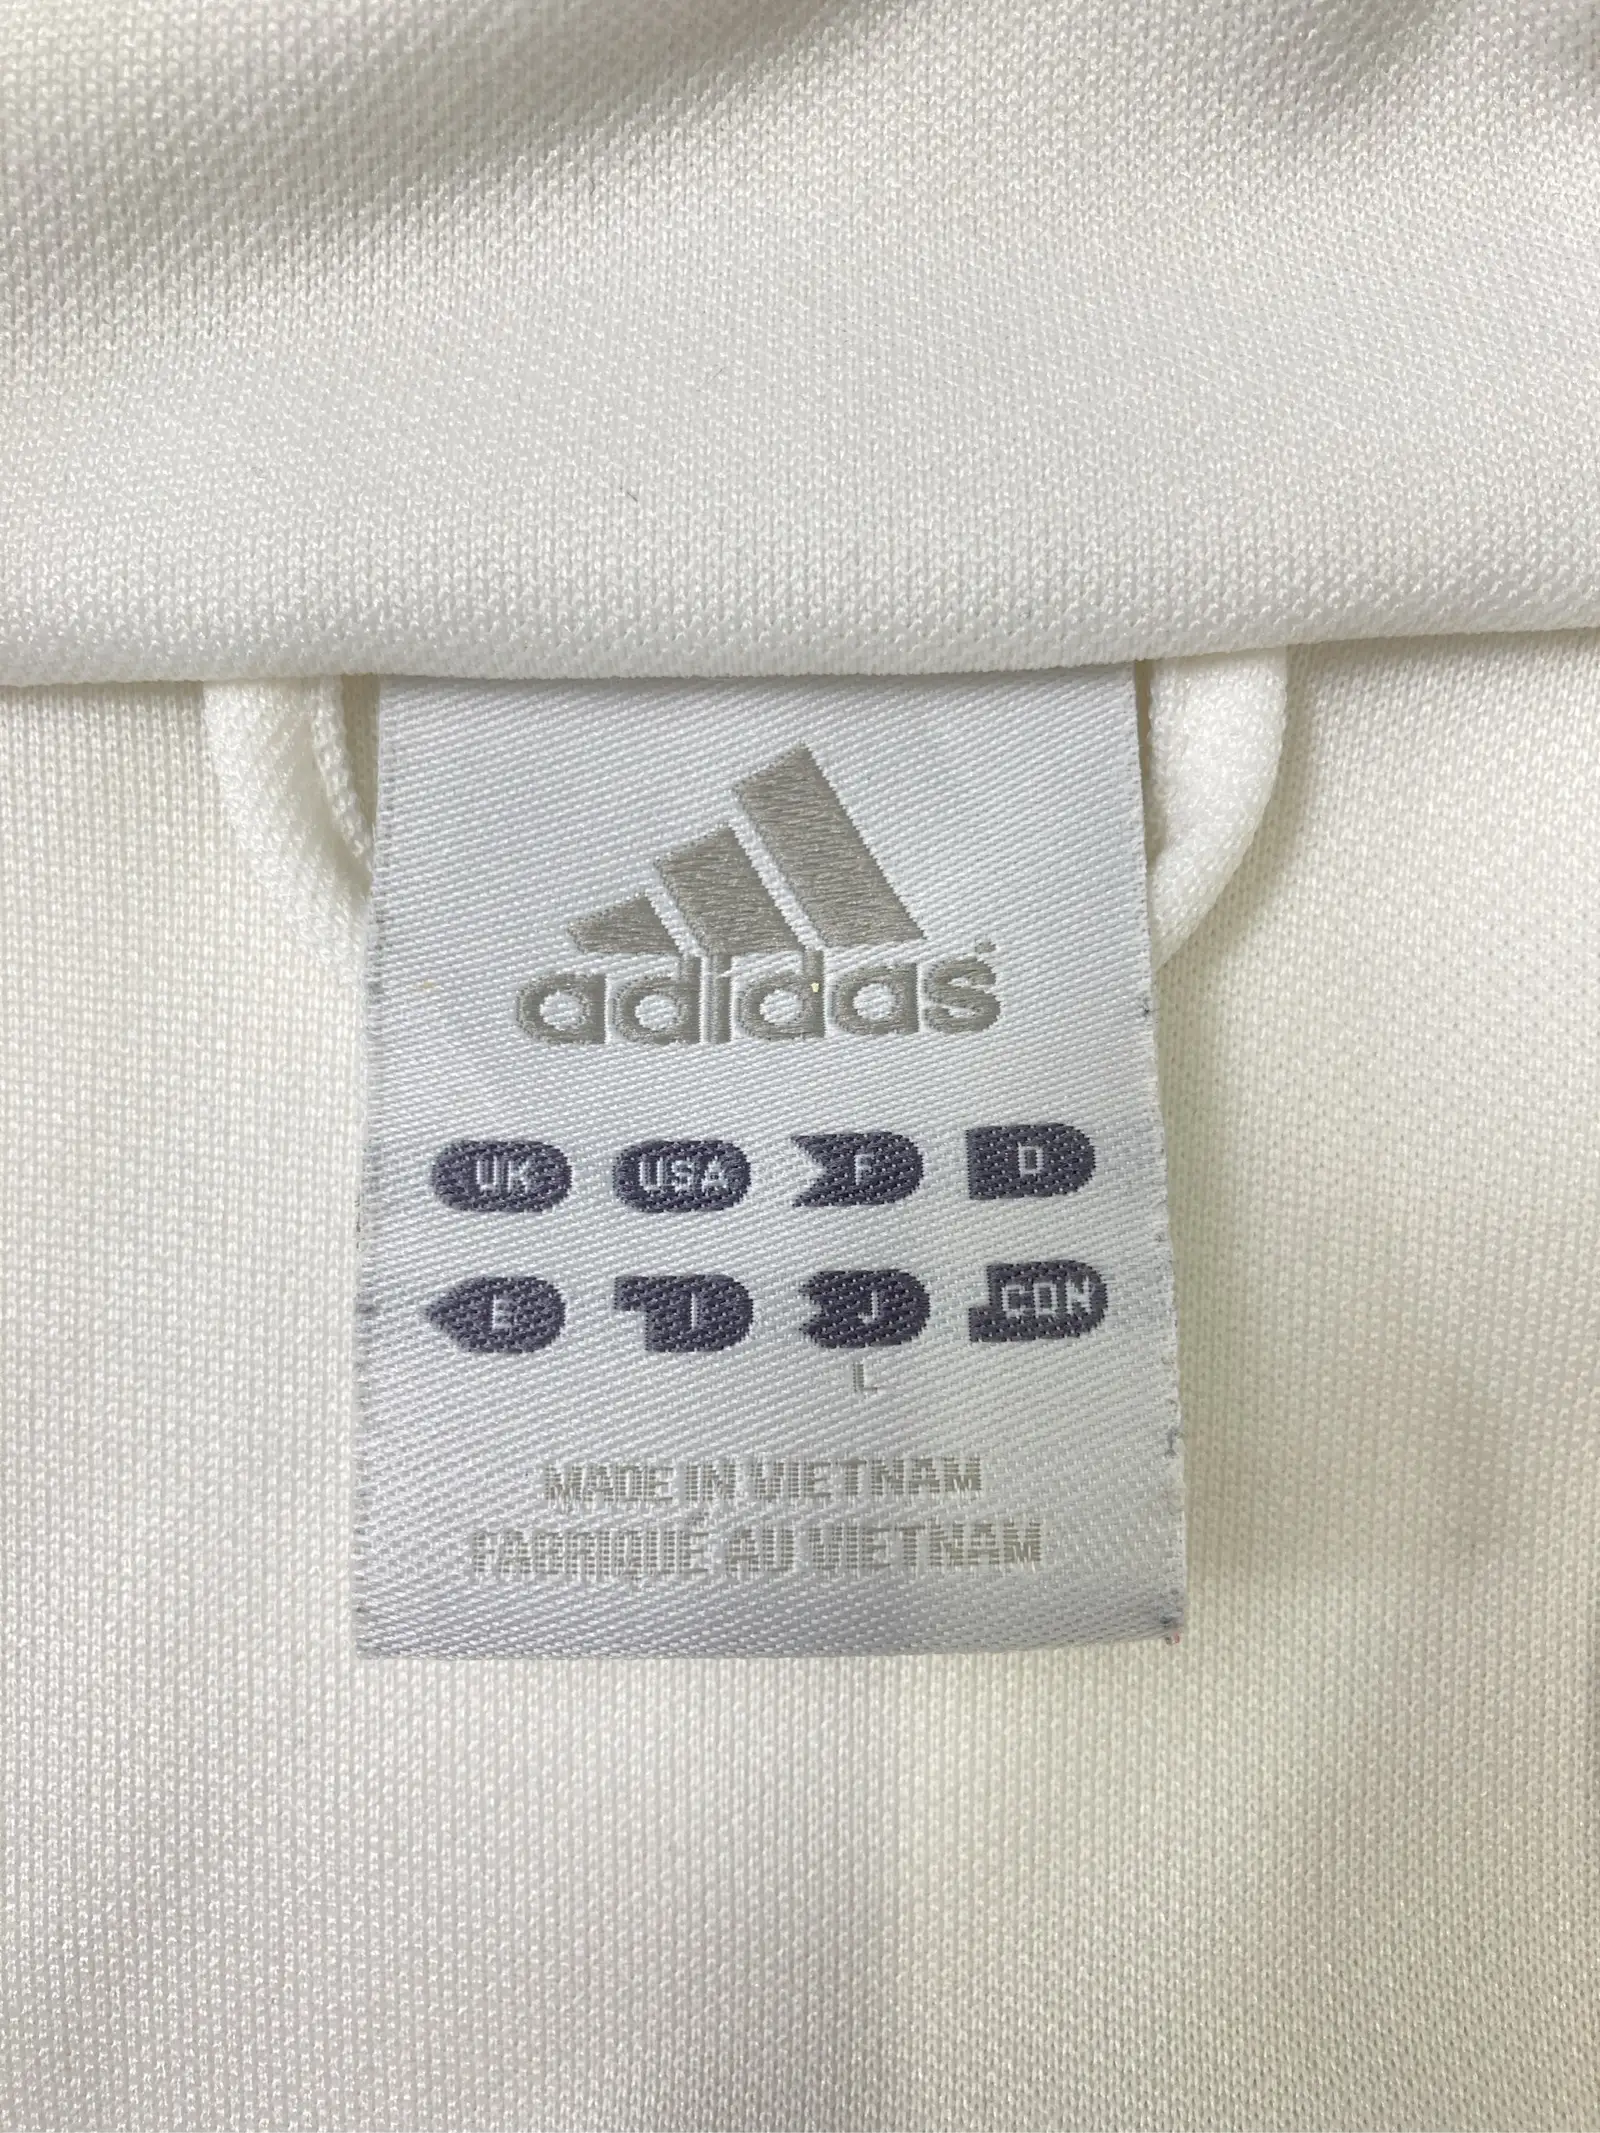 adidas®
UK USA F D
E I J CDN
L
MADE IN VIETNAM
FABRIQUÉ AU VIETNAM